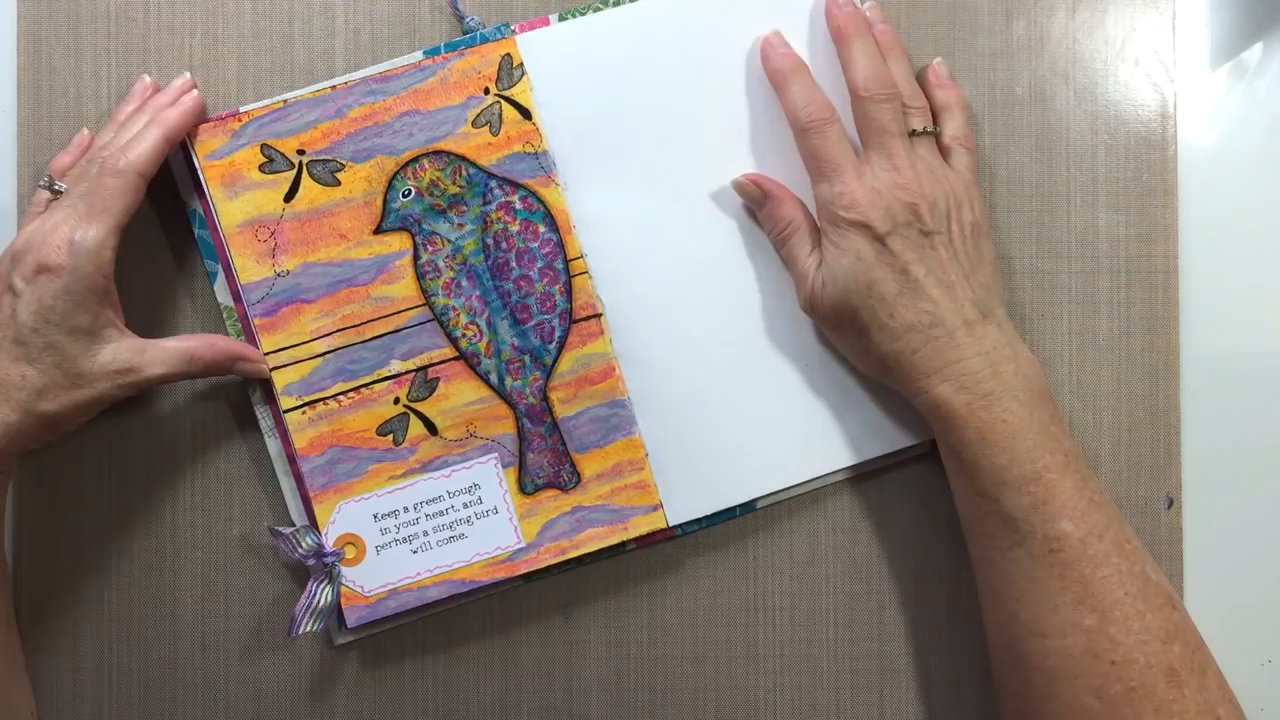 Keep a green bough
in your heart, and
perhaps a singing bird
will come.